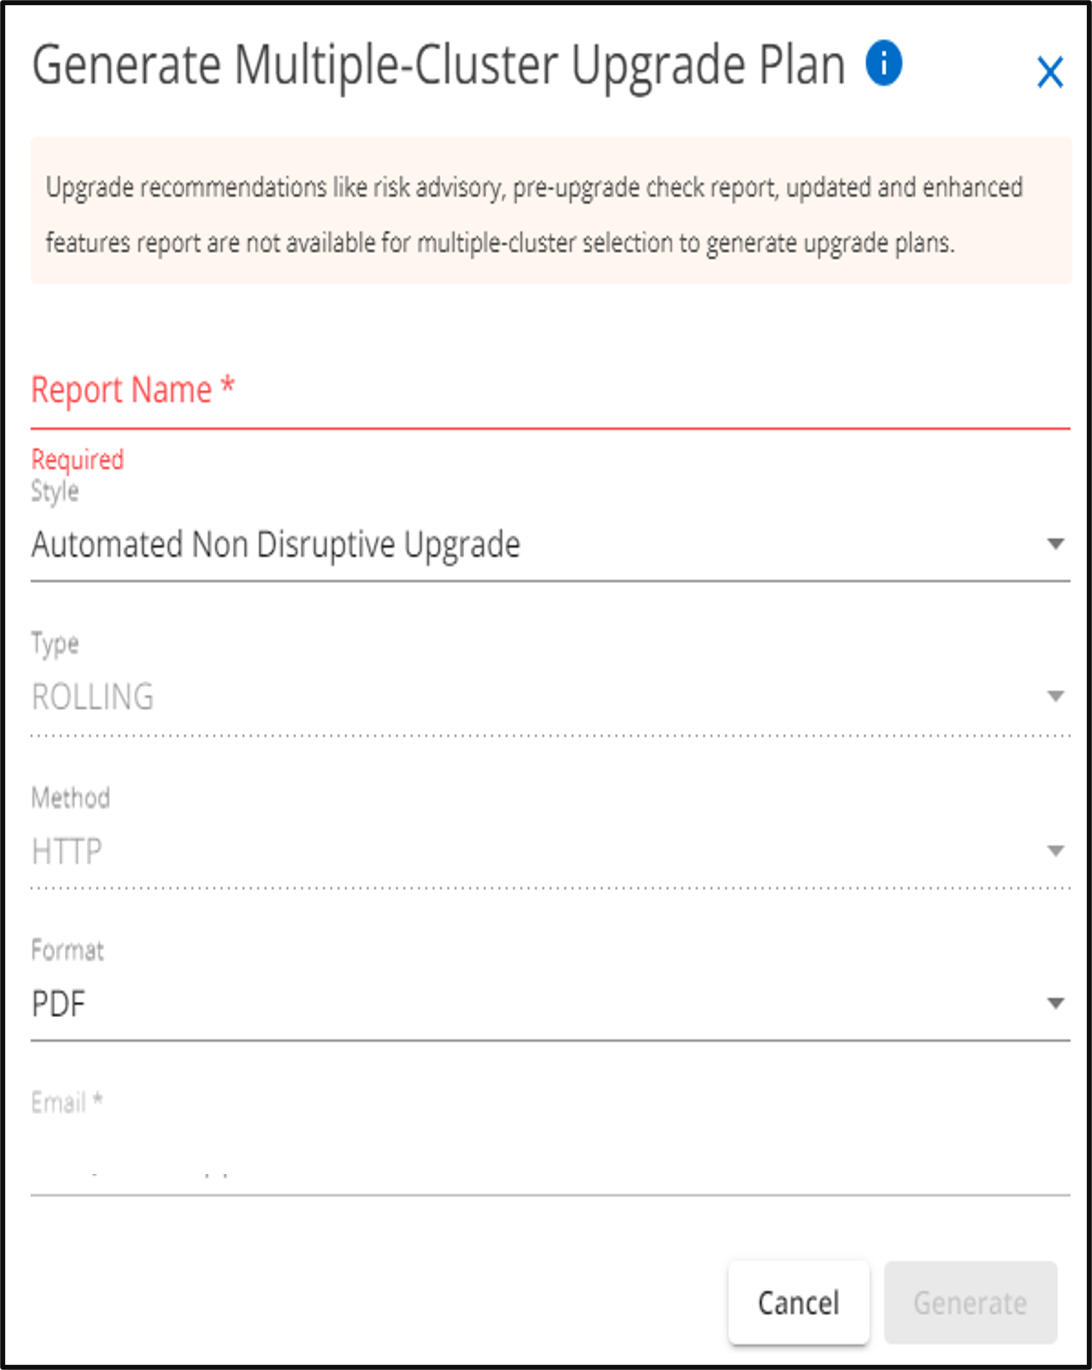 Generate Multiple-Cluster Upgrade Plan
Upgrade recommendations like risk advisory, pre-upgrade check report, updated and enhanced
features report are not available for multiple-cluster selection to generate upgrade plans.
Report Name *
Required
Style
Automated Non Disruptive Upgrade
Type
ROLLING
Method
HTTP
Format
PDF
Email *
Cancel
Generate